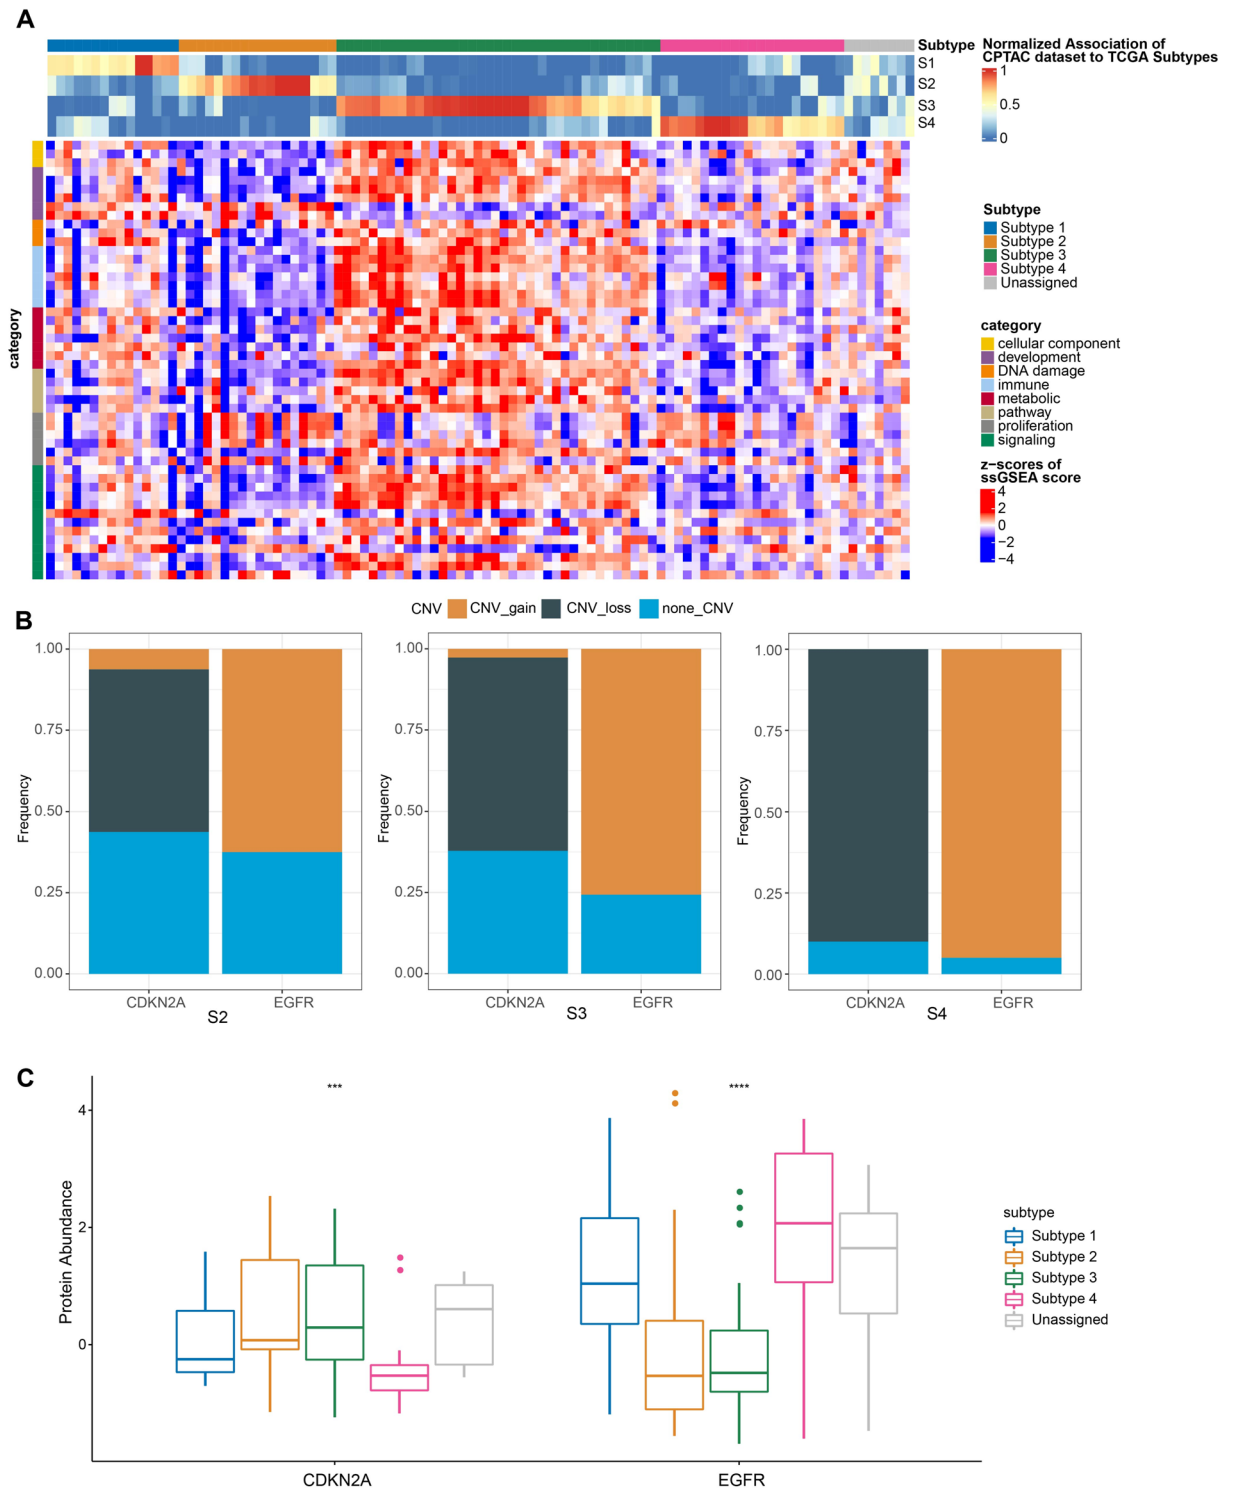 A
Subtype
S1
S2
S3
S4
Normalized Association of
CPTAC dataset to TCGA Subtypes
1
0.5
0
Subtype
Subtype 1
Subtype 2
Subtype 3
Subtype 4
Unassigned
category
category
cellular component
development
DNA damage
immune
metabolic
pathway
proliferation
signaling
z−scores of
ssGSEA score
4
2
0
−2
−4
B
CNV CNV_gain CNV_loss none_CNV
Frequency
1.00
0.75
0.50
0.25
0.00
CDKN2A EGFR
S2
Frequency
1.00
0.75
0.50
0.25
0.00
CDKN2A EGFR
S3
Frequency
1.00
0.75
0.50
0.25
0.00
CDKN2A EGFR
S4
C
Protein Abundance
4
2
0
*** ****
CDKN2A EGFR
subtype
Subtype 1
Subtype 2
Subtype 3
Subtype 4
Unassigned